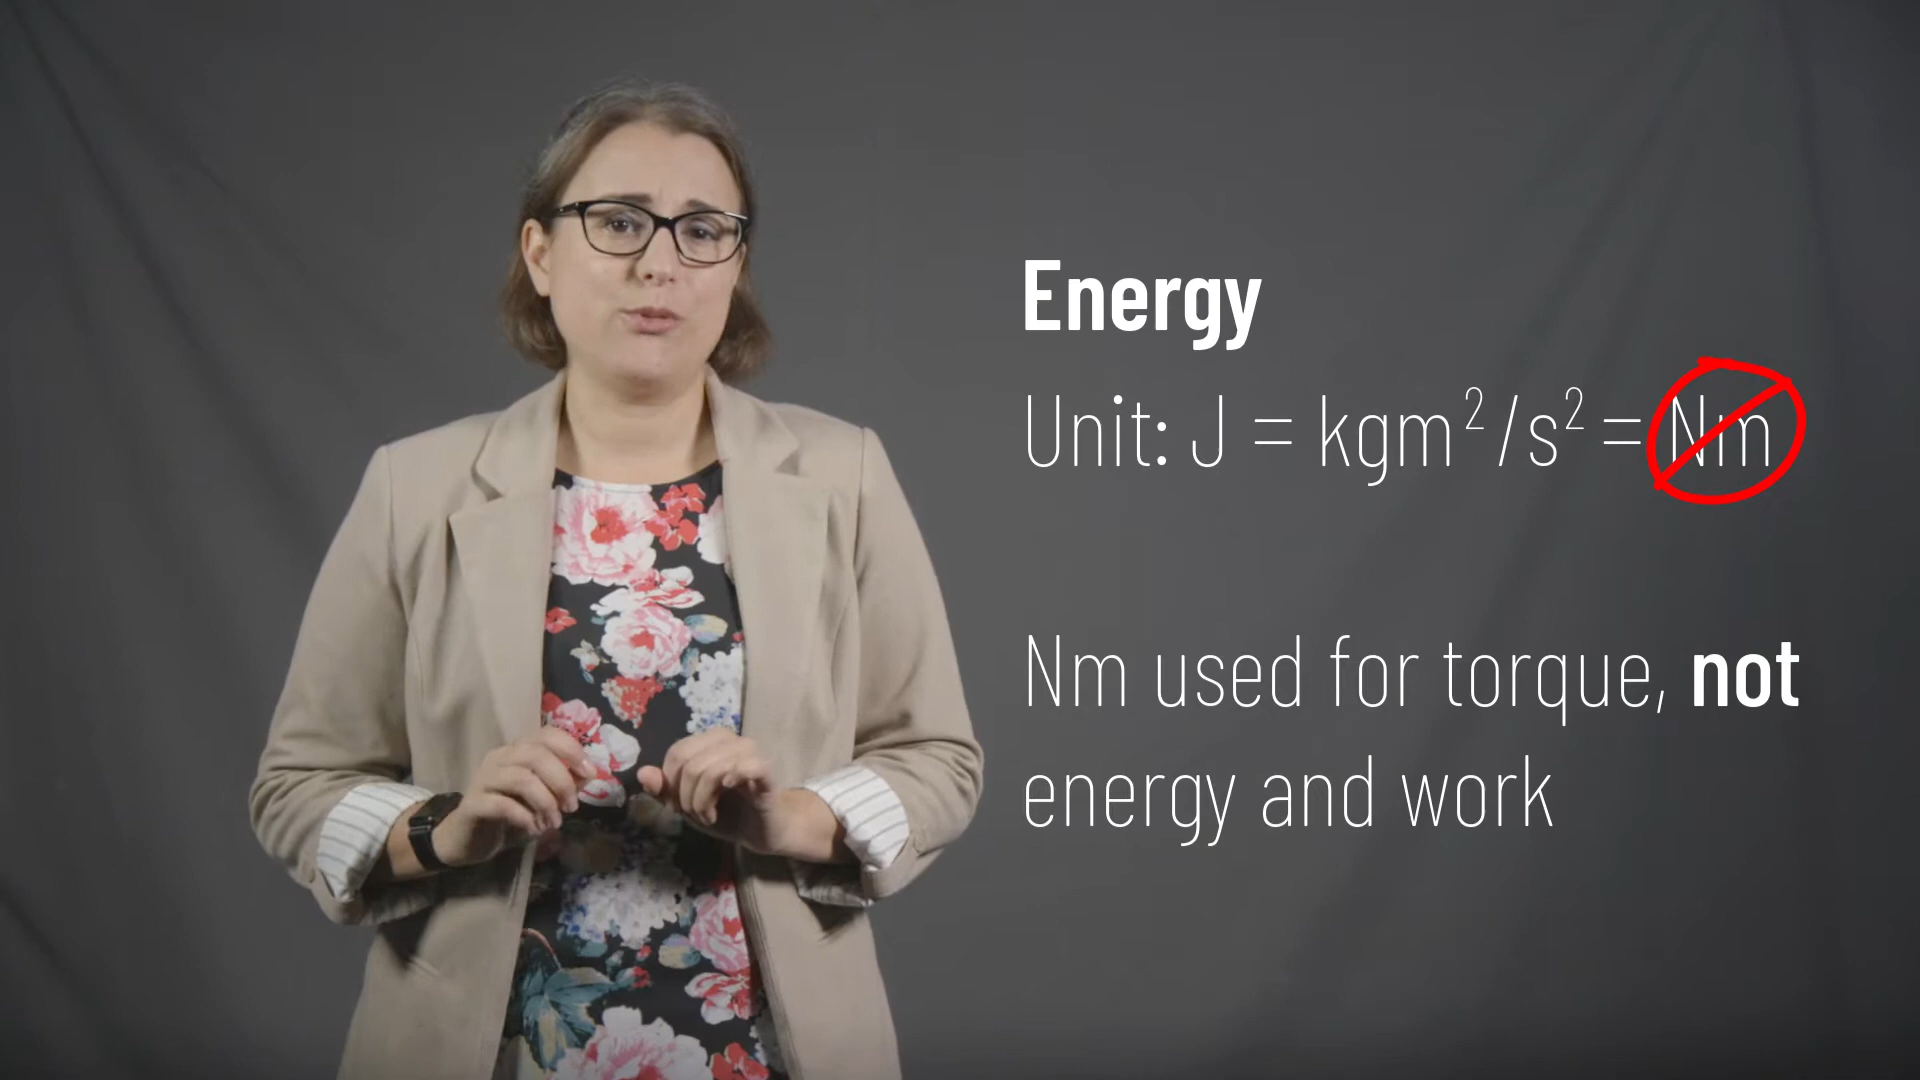 Energy
Unit: J = kgm²/s² = Nm
Nm used for torque, not
energy and work